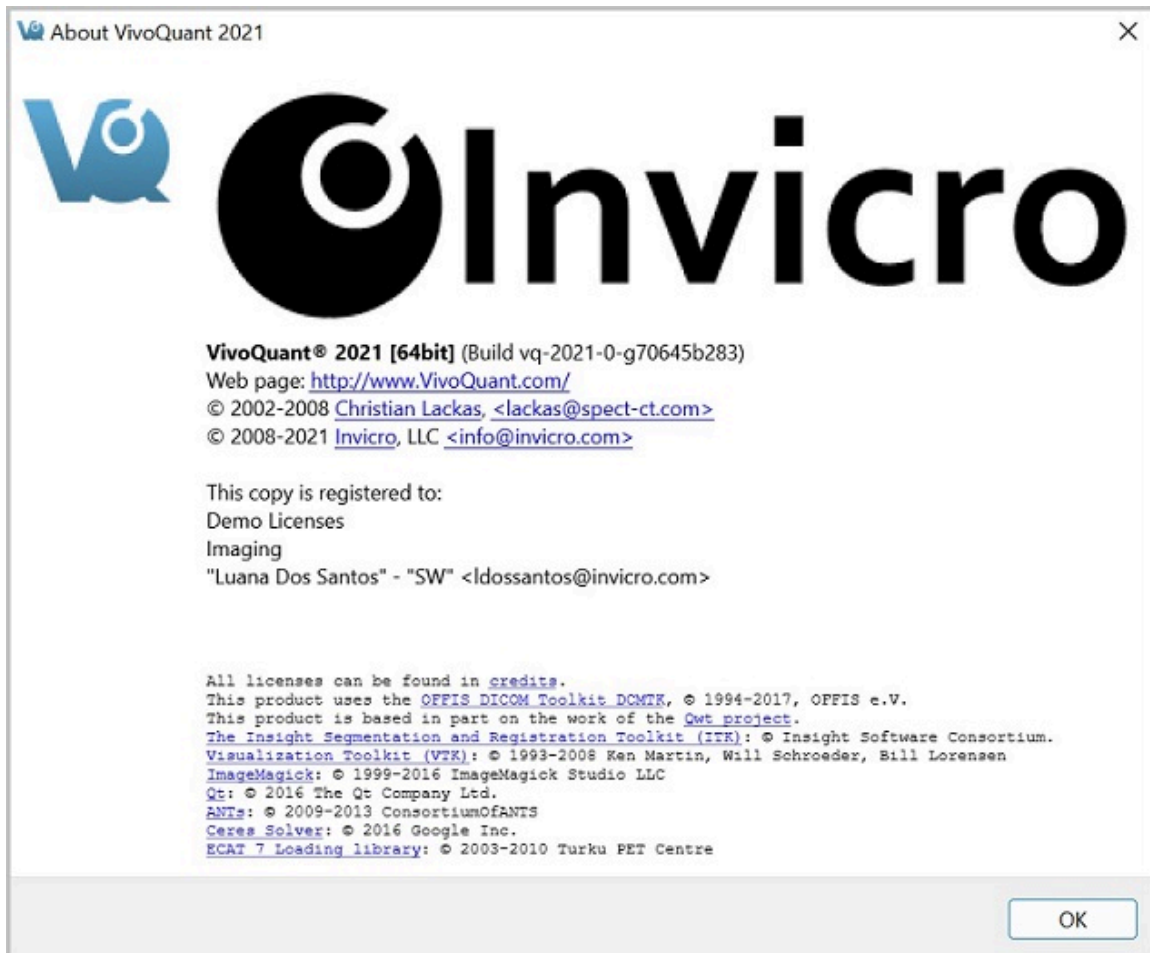 About VivoQuant 2021
VQ
Invicro
VivoQuant® 2021 [64bit] (Build vq-2021-0-g70645b283)
Web page: http://www.VivoQuant.com/
© 2002-2008 Christian Lackas, <lackas@spect-ct.com>
© 2008-2021 Invicro, LLC <info@invicro.com>
This copy is registered to:
Demo Licenses
Imaging
"Luana Dos Santos" - "SW" <ldossantos@invicro.com>
All licenses can be found in credits.
This product uses the OFFIS DICOM Toolkit DCMTK, © 1994-2017, OFFIS e.V.
This product is based in part on the work of the Qwt project.
The Insight Segmentation and Registration Toolkit (ITK): © Insight Software Consortium.
Visualization Toolkit (VTK): © 1993-2008 Ken Martin, Will Schroeder, Bill Lorensen
ImageMagick: © 1999-2016 ImageMagick Studio LLC
Qt: © 2016 The Qt Company Ltd.
ANTs: © 2009-2013 ConsortiumOfANTS
Ceres Solver: © 2016 Google Inc.
ECAT 7 Loading library: © 2003-2010 Turku PET Centre
OK